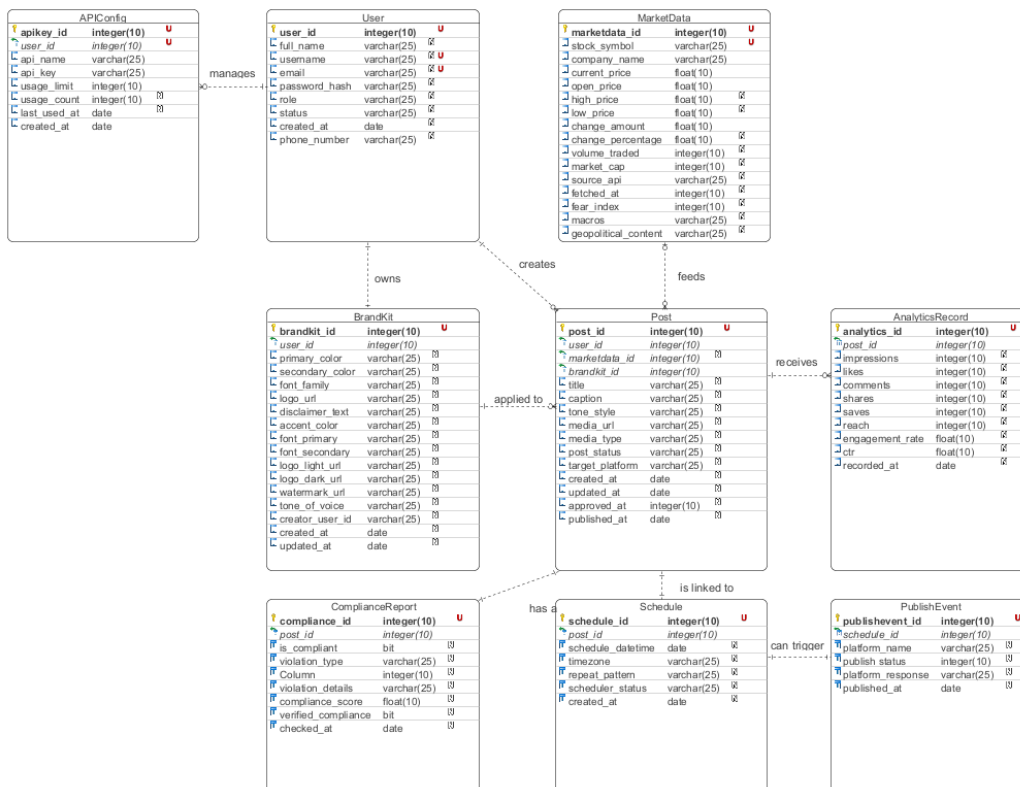 APIConfig
apikey_id integer(10) U
user_id integer(10) U
api_name varchar(25)
api_key varchar(25)
usage_limit integer(10)
usage_count integer(10) N
last_used_at date N
created_at date
manages
User
user_id integer(10) U
full_name varchar(25) N
username varchar(25) N U
email varchar(25) N U
password_hash varchar(25) N
role varchar(25) N
status varchar(25) N
created_at date N
phone_number varchar(25) N
MarketData
marketdata_id integer(10) U
stock_symbol varchar(25) U
company_name varchar(25)
current_price float(10)
open_price float(10)
high_price float(10) N
low_price float(10) N
change_amount float(10)
change_percentage float(10) N
volume_traded integer(10) N
market_cap integer(10) N
source_api varchar(25) N
fetched_at integer(10) N
fear_index integer(10) N
macros varchar(25) N
geopolitical_content varchar(25) N
owns
creates
feeds
BrandKit
brandkit_id integer(10) U
user_id integer(10)
primary_color varchar(25) N
secondary_color varchar(25) N
font_family varchar(25) N
logo_url varchar(25) N
disclaimer_text varchar(25) N
accent_color varchar(25) N
font_primary varchar(25) N
font_secondary varchar(25) N
logo_light_url varchar(25) N
logo_dark_url varchar(25) N
watermark_url varchar(25) N
tone_of_voice varchar(25) N
creator_user_id varchar(25) N
created_at date N
updated_at date N
applied to
Post
post_id integer(10) U
user_id integer(10)
marketdata_id integer(10) N
brandkit_id integer(10)
title varchar(25) N
caption varchar(25) N
tone_style varchar(25) N
media_url varchar(25) N
media_type varchar(25) N
post_status varchar(25) N
target_platform varchar(25) N
created_at date N
updated_at date N
approved_at integer(10) N
published_at date N
receives
AnalyticsRecord
analytics_id integer(10) U
post_id integer(10)
impressions integer(10) N
likes integer(10) N
comments integer(10) N
shares integer(10) N
saves integer(10) N
reach integer(10) N
engagement_rate float(10) N
ctr float(10) N
recorded_at date N
has a
is linked to
ComplianceReport
compliance_id integer(10) U
post_id integer(10)
is_compliant bit N
violation_type varchar(25) N
Column integer(10) N
violation_details varchar(25) N
compliance_score float(10) N
verified_compliance bit N
checked_at date N
Schedule
schedule_id integer(10) U
post_id integer(10)
schedule_datetime date N
timezone varchar(25) N
repeat_pattern varchar(25) N
scheduler_status varchar(25) N
created_at date N
can trigger
PublishEvent
publishevent_id integer(10) U
schedule_id integer(10)
platform_name varchar(25) N
publish status integer(10) N
platform_response varchar(25) N
published_at date N